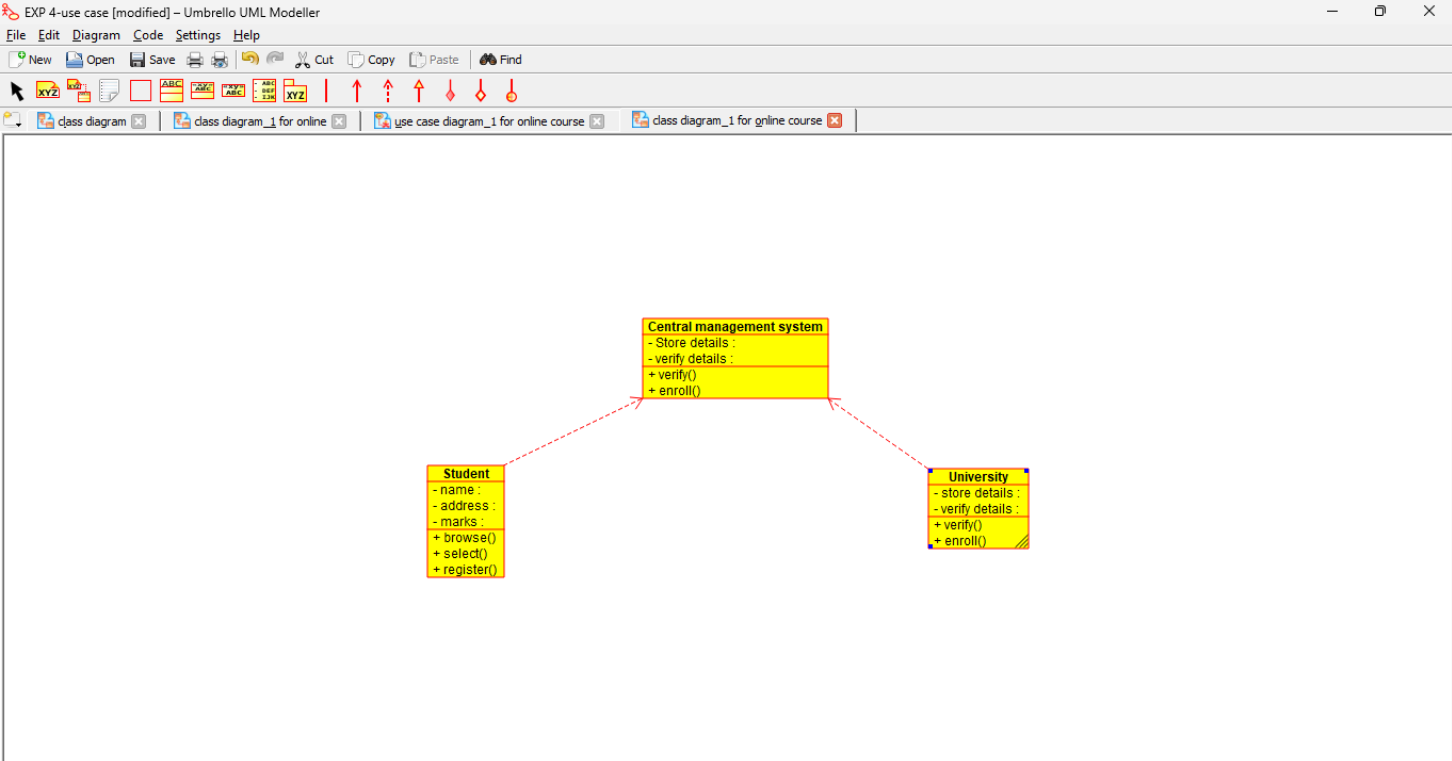 EXP 4-use case [modified] – Umbrello UML Modeller
File Edit Diagram Code Settings Help
New Open Save Cut Copy Paste Find
XYZ XYZ ABC "xy" ABC "xy" ABC ABC DEF IJK XYZ
class diagram class diagram_1 for online use case diagram_1 for online course class diagram_1 for online course
Central management system
- Store details :
- verify details :
+ verify()
+ enroll()
Student
- name :
- address :
- marks :
+ browse()
+ select()
+ register()
University
- store details :
- verify details :
+ verify()
+ enroll()